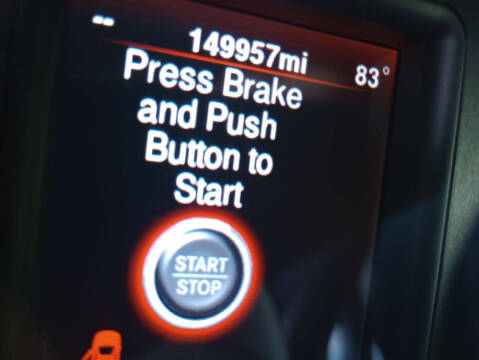 --
149957mi
83°
Press Brake
and Push
Button to
Start
START
STOP